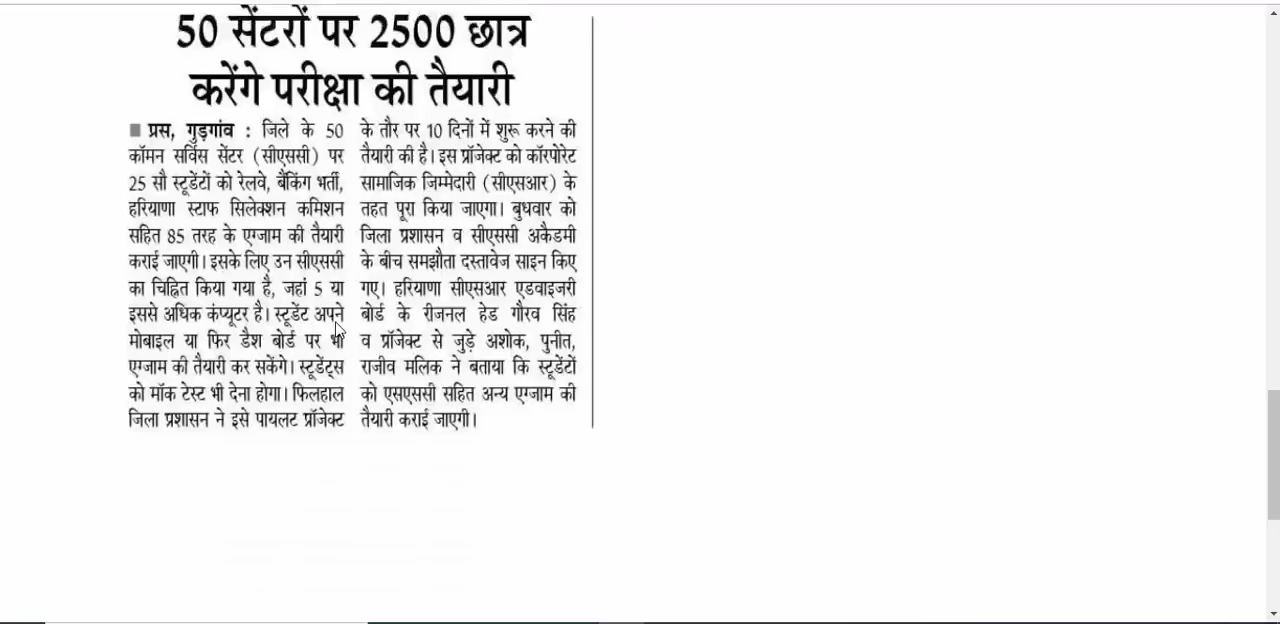 50 सेंटरों पर 2500 छात्र
करेंगे परीक्षा की तैयारी
■ प्रस, गुड़गांव : जिले के 50
कॉमन सर्विस सेंटर (सीएससी) पर
25 सौ स्टूडेंटों को रेलवे, बैंकिंग भर्ती,
हरियाणा स्टाफ सिलेक्शन कमिशन
सहित 85 तरह के एग्जाम की तैयारी
कराई जाएगी। इसके लिए उन सीएससी
का चिह्नित किया गया है, जहां 5 या
इससे अधिक कंप्यूटर है। स्टूडेंट अपने
मोबाइल या फिर डैश बोर्ड पर भी
एग्जाम की तैयारी कर सकेंगे। स्टूडेंट्स
को मॉक टेस्ट भी देना होगा। फिलहाल
जिला प्रशासन ने इसे पायलट प्रॉजेक्ट
के तौर पर 10 दिनों में शुरू करने की
तैयारी की है। इस प्रॉजेक्ट को कॉरपोरेट
सामाजिक जिम्मेदारी (सीएसआर) के
तहत पूरा किया जाएगा। बुधवार को
जिला प्रशासन व सीएससी अकैडमी
के बीच समझौता दस्तावेज साइन किए
गए। हरियाणा सीएसआर एडवाइजरी
बोर्ड के रीजनल हेड गौरव सिंह
व प्रॉजेक्ट से जुड़े अशोक, पुनीत,
राजीव मलिक ने बताया कि स्टूडेंटों
को एसएससी सहित अन्य एग्जाम की
तैयारी कराई जाएगी।